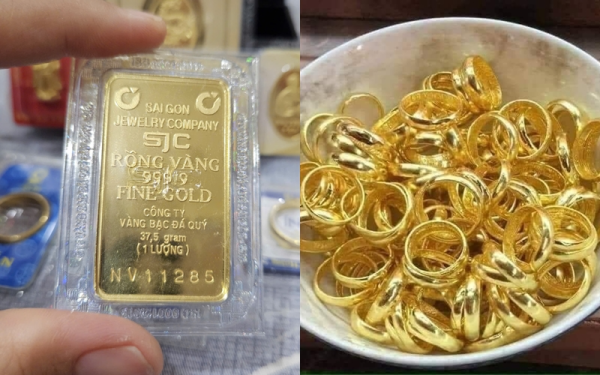 SAI GON
JEWELRY COMPANY
SJC
RỒNG VÀNG
9999
FINE GOLD
CÔNG TY
VÀNG BẠC ĐÁ QUÝ
37,5 gram
(1 LƯỢNG)
NV11285